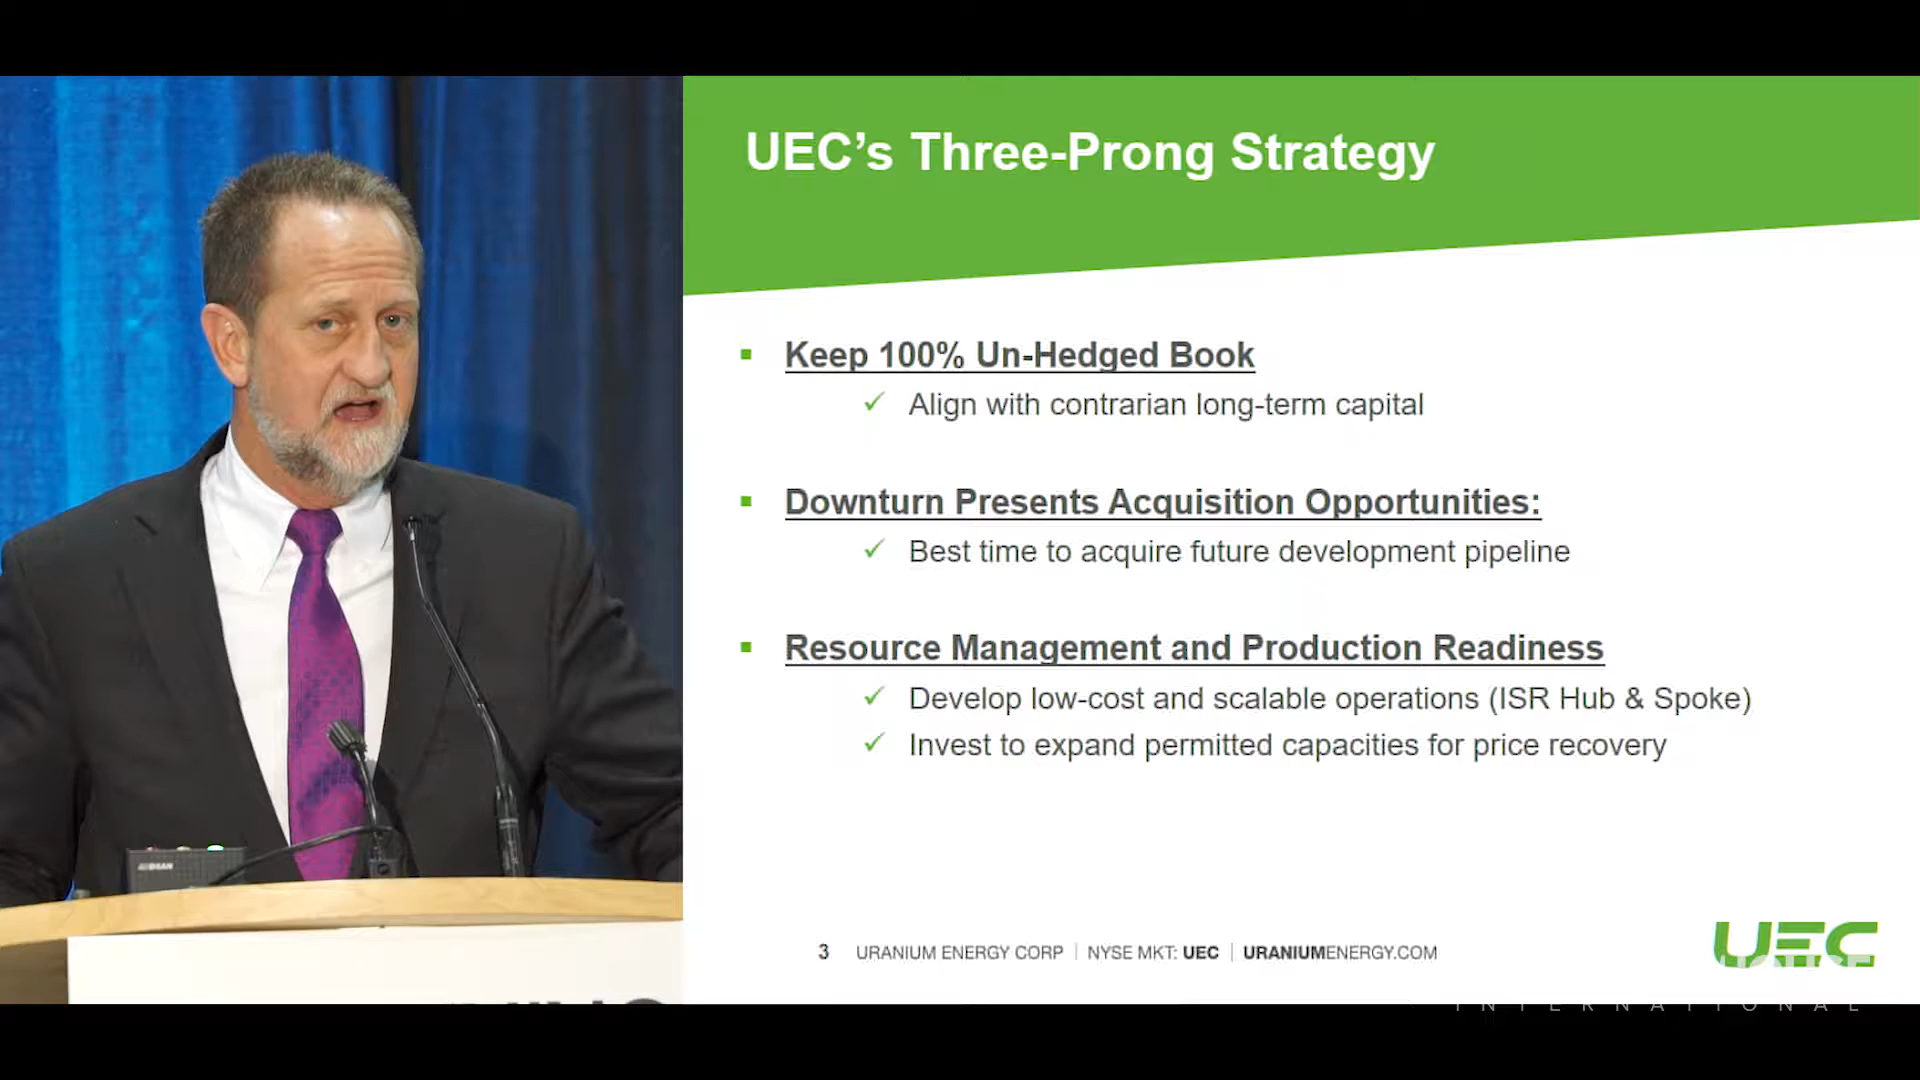 UEC's Three-Prong Strategy
Keep 100% Un-Hedged Book
Align with contrarian long-term capital
Downturn Presents Acquisition Opportunities:
Best time to acquire future development pipeline
Resource Management and Production Readiness
Develop low-cost and scalable operations (ISR Hub & Spoke)
Invest to expand permitted capacities for price recovery
3 URANIUM ENERGY CORP | NYSE MKT: UEC | URANIUMENERGY.COM
UEC
INTERNATIONAL